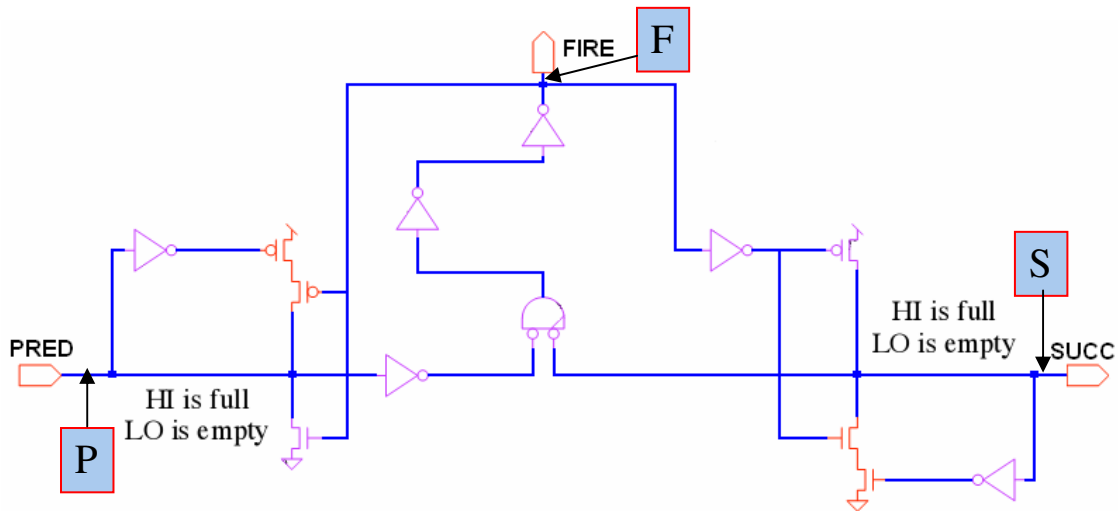 FIRE
F
S
HI is full
LO is empty
PRED
SUCC
HI is full
LO is empty
P